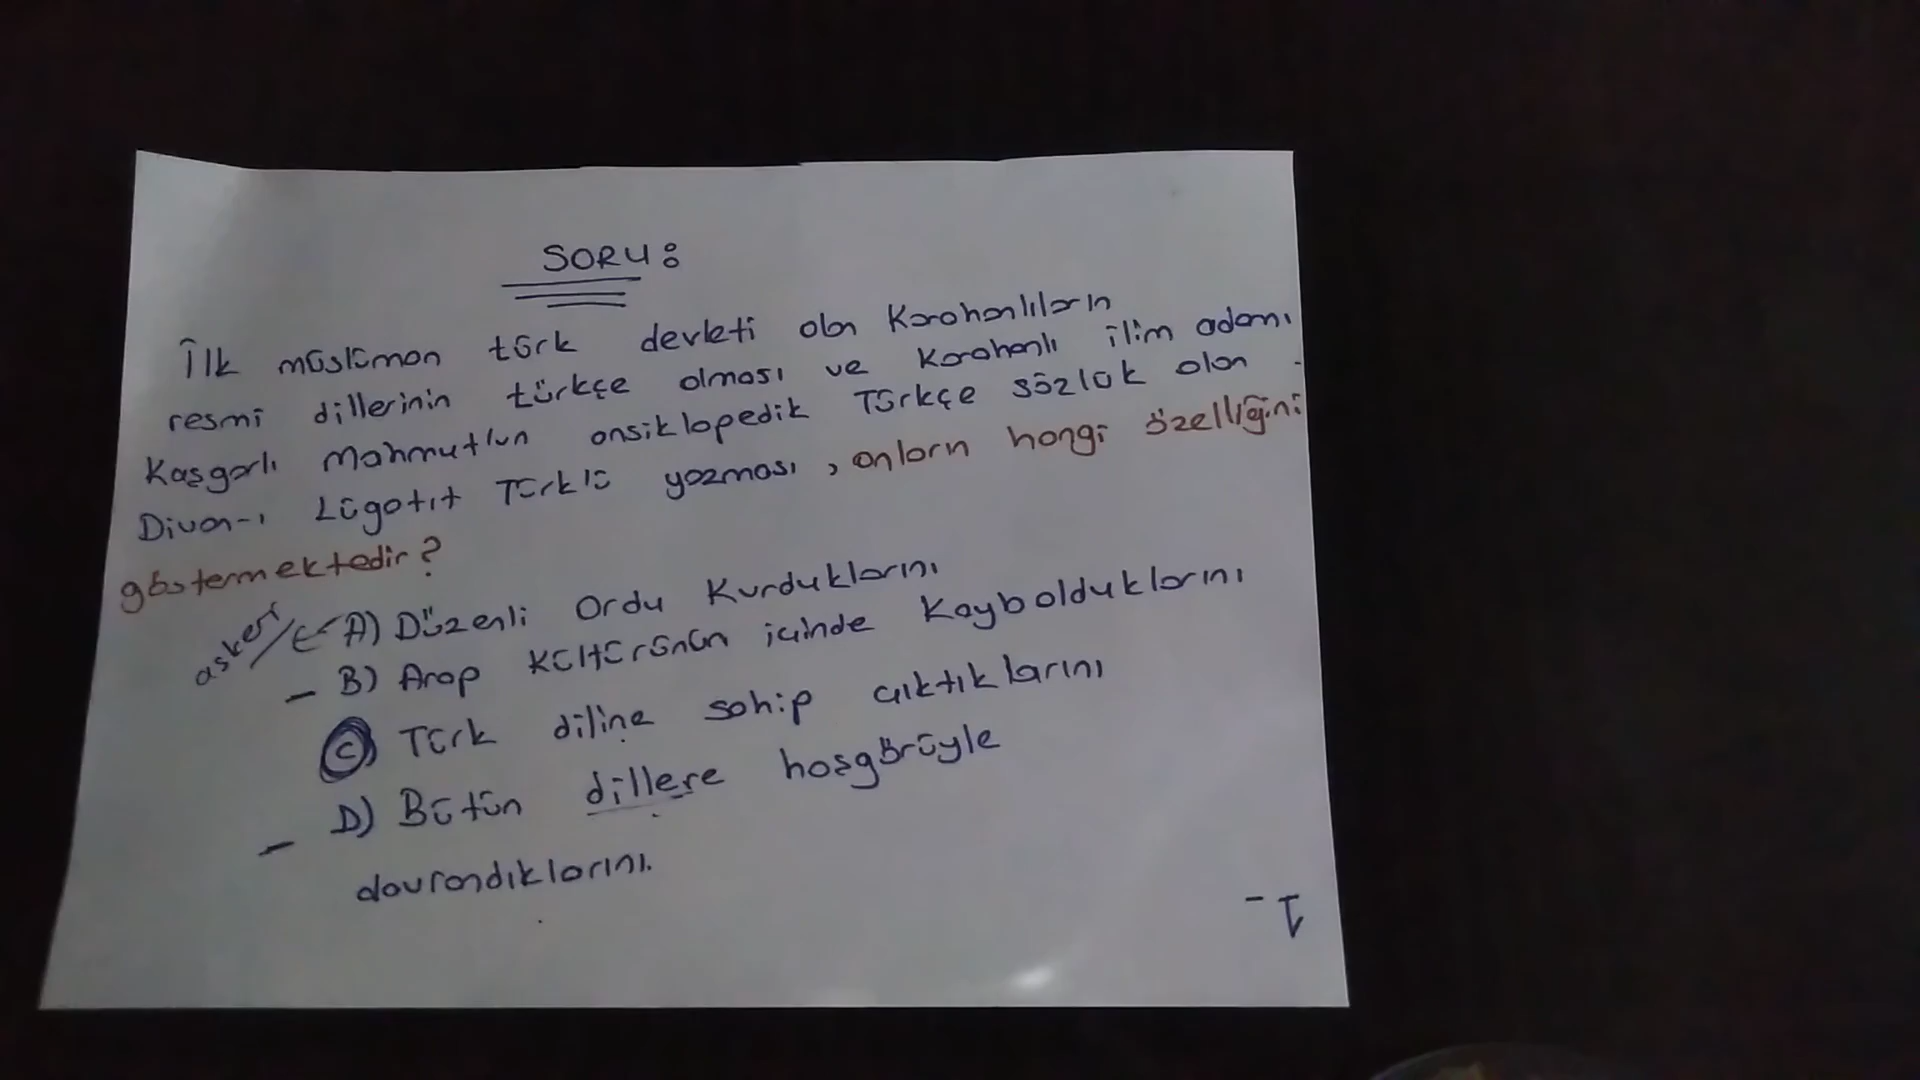 SORU:
İlk müslüman türk devleti olan Karahanlıların
resmi dillerinin türkçe olması ve Karahanlı ilim adamı
Kaşgarlı Mahmut'un ansiklopedik Türkçe sözlük olan
Divan-ı Lügatıt Türk'ü yazması, onların hangi özelliğini
göstermektedir?
askeri A) Düzenli Ordu Kurduklarını
- B) Arap Kültürünün içinde Kaybolduklarını
C) Türk diline sahip çıktıklarını
- D) Bütün dillere hoşgörüyle
davrandıklarını.